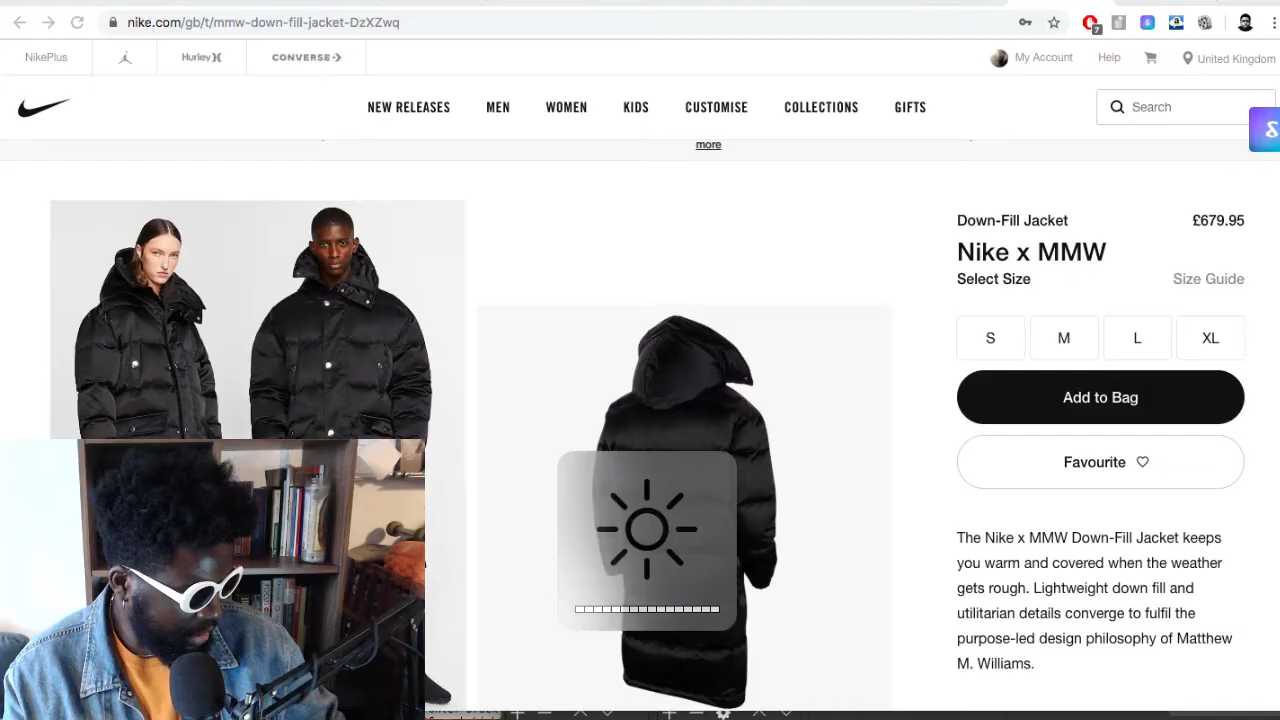 nike.com/gb/t/mmw-down-fill-jacket-DzXZwq
7
NikePlus
Hurley
CONVERSE
My Account
Help
United Kingdom
NEW RELEASES
MEN
WOMEN
KIDS
CUSTOMISE
COLLECTIONS
GIFTS
Search
more
Down-Fill Jacket
£679.95
Nike x MMW
Select Size
Size Guide
S
M
L
XL
Add to Bag
Favourite
The Nike x MMW Down-Fill Jacket keeps
you warm and covered when the weather
gets rough. Lightweight down fill and
utilitarian details converge to fulfil the
purpose-led design philosophy of Matthew
M. Williams.